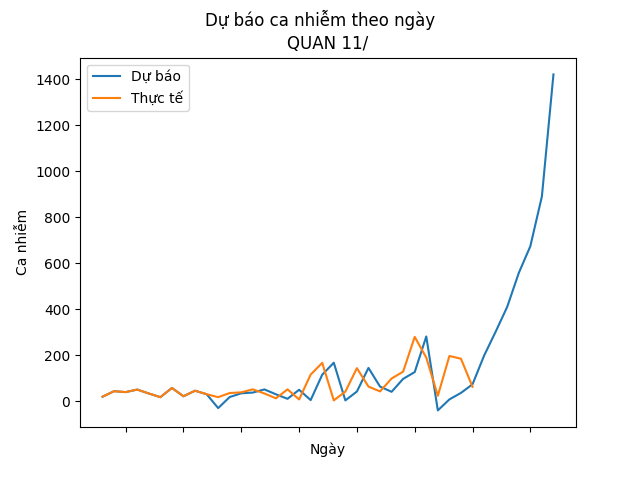 Dự báo ca nhiễm theo ngày
QUAN 11/
Dự báo
Thực tế
1400
1200
1000
800
600
400
200
0
Ca nhiễm
Ngày